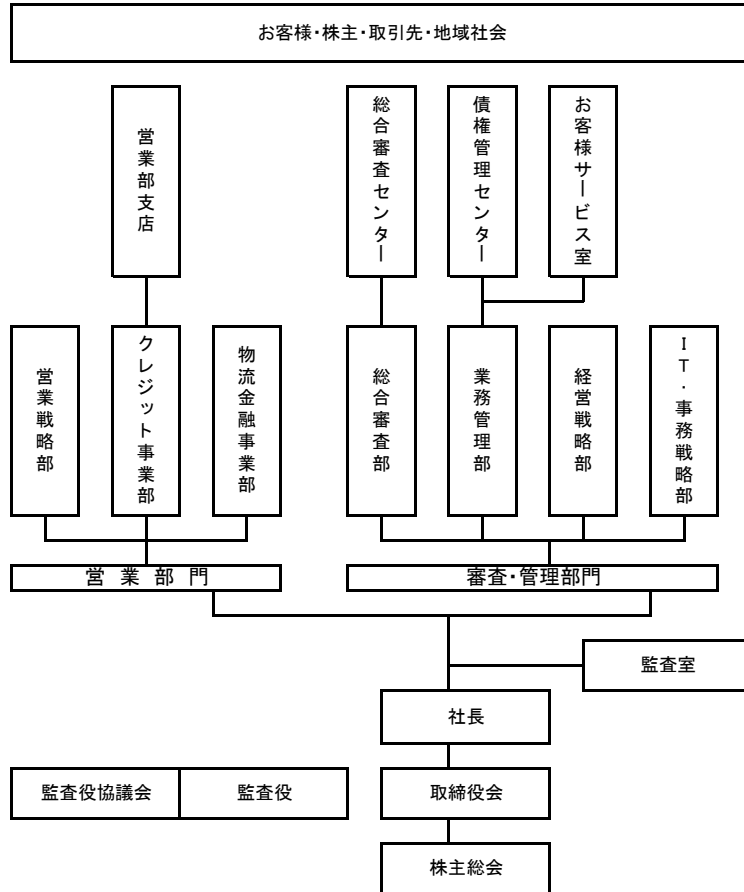 お客様・株主・取引先・地域社会
営業部支店
総合審査センター
債権管理センター
お客様サービス室
営業戦略部
クレジット事業部
物流金融事業部
総合審査部
業務管理部
経営戦略部
IT・事務戦略部
営業部門
審査・管理部門
監査室
社長
監査役協議会
監査役
取締役会
株主総会